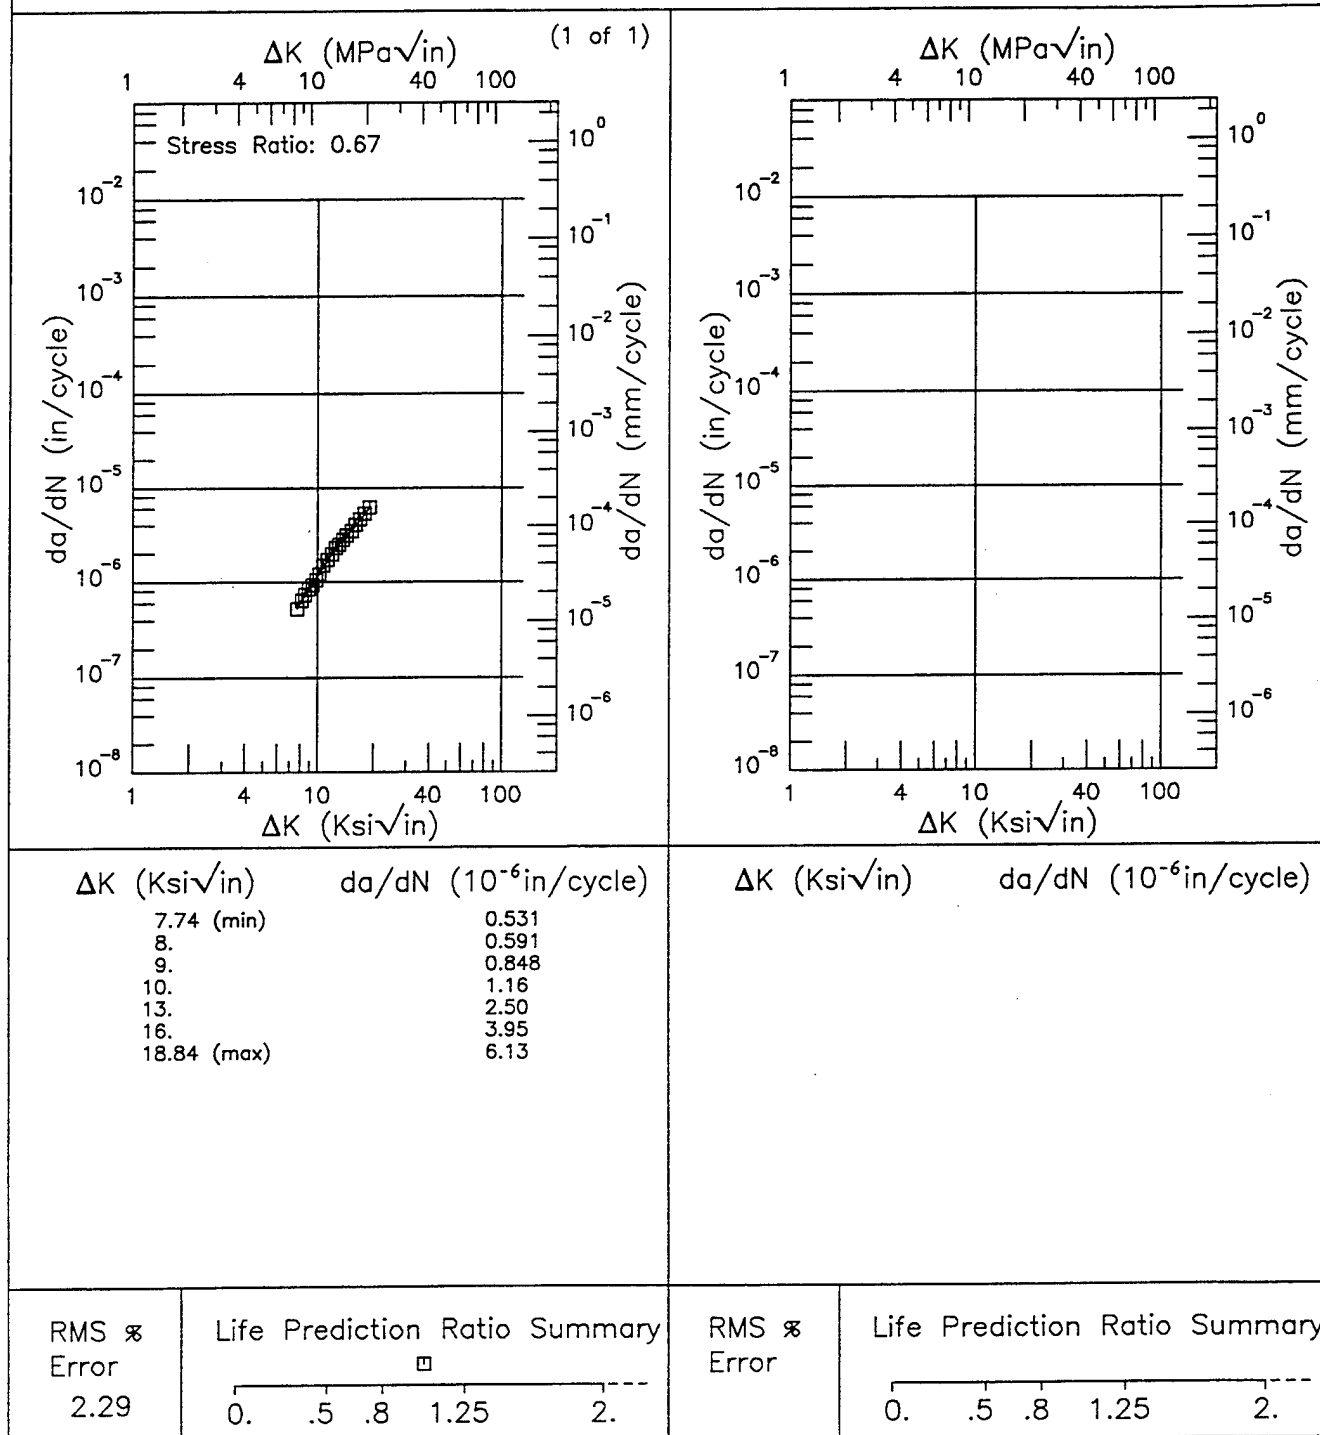 (1 of 1)
ΔK (MPa√in)
1 4 10 40 100
Stress Ratio: 0.67
10⁰
10⁻²
10⁻¹
10⁻³
10⁻²
10⁻⁴
10⁻³
10⁻⁵
10⁻⁴
10⁻⁶
10⁻⁵
10⁻⁷
10⁻⁶
10⁻⁸
da/dN (in/cycle)
da/dN (mm/cycle)
1 4 10 40 100
ΔK (Ksi√in)
ΔK (MPa√in)
1 4 10 40 100
10⁰
10⁻²
10⁻¹
10⁻³
10⁻²
10⁻⁴
10⁻³
10⁻⁵
10⁻⁴
10⁻⁶
10⁻⁵
10⁻⁷
10⁻⁶
10⁻⁸
da/dN (in/cycle)
da/dN (mm/cycle)
1 4 10 40 100
ΔK (Ksi√in)
ΔK (Ksi√in) da/dN (10⁻⁶in/cycle)
7.74 (min) 0.531
8. 0.591
9. 0.848
10. 1.16
13. 2.50
16. 3.95
18.84 (max) 6.13
ΔK (Ksi√in) da/dN (10⁻⁶in/cycle)
RMS %
Error
2.29
Life Prediction Ratio Summary
0. .5 .8 1.25 2.
RMS %
Error
Life Prediction Ratio Summary
0. .5 .8 1.25 2.